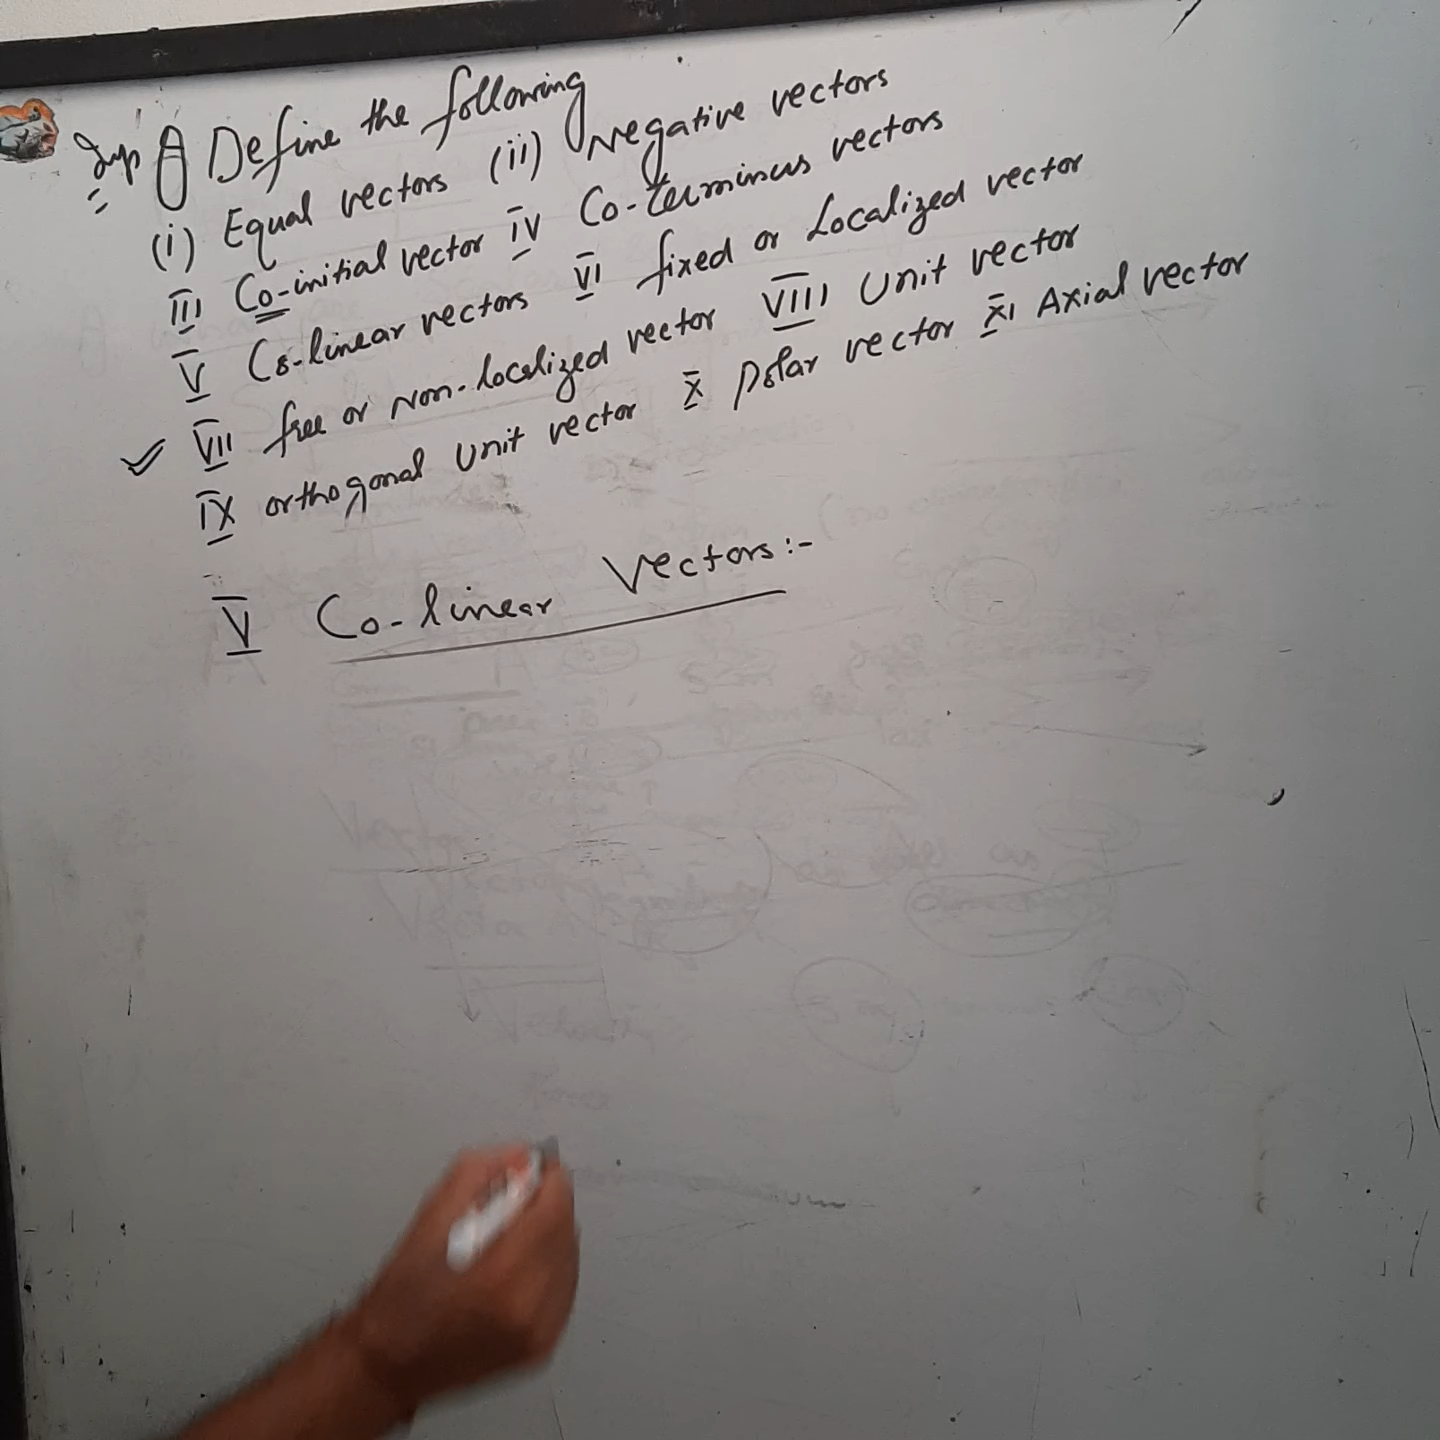 Imp Q Define the following
(i) Equal vectors (ii) Negative vectors
III Co-initial vector IV Co-terminus vectors
V Co-linear vectors VI fixed or Localized vector
VII free or Non-localized vector VIII Unit vector
IX orthogonal unit vector X polar vector XI Axial vector
V Co-linear Vectors:-